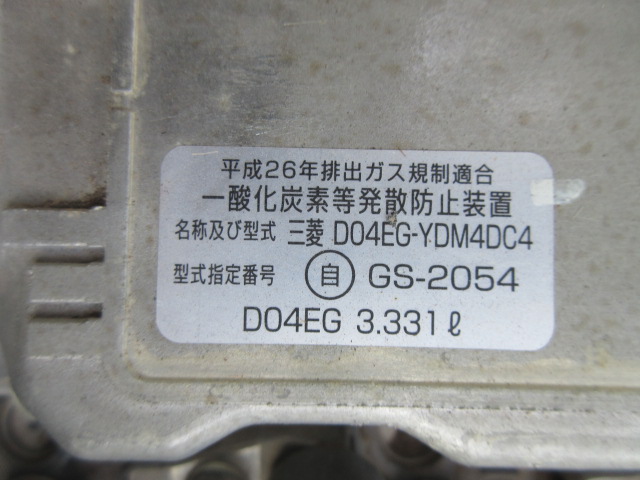 平成26年排出ガス規制適合
一酸化炭素等発散防止装置
名称及び型式 三菱 D04EG-YDM4DC4
型式指定番号 自 GS-2054
D04EG 3.331ℓ